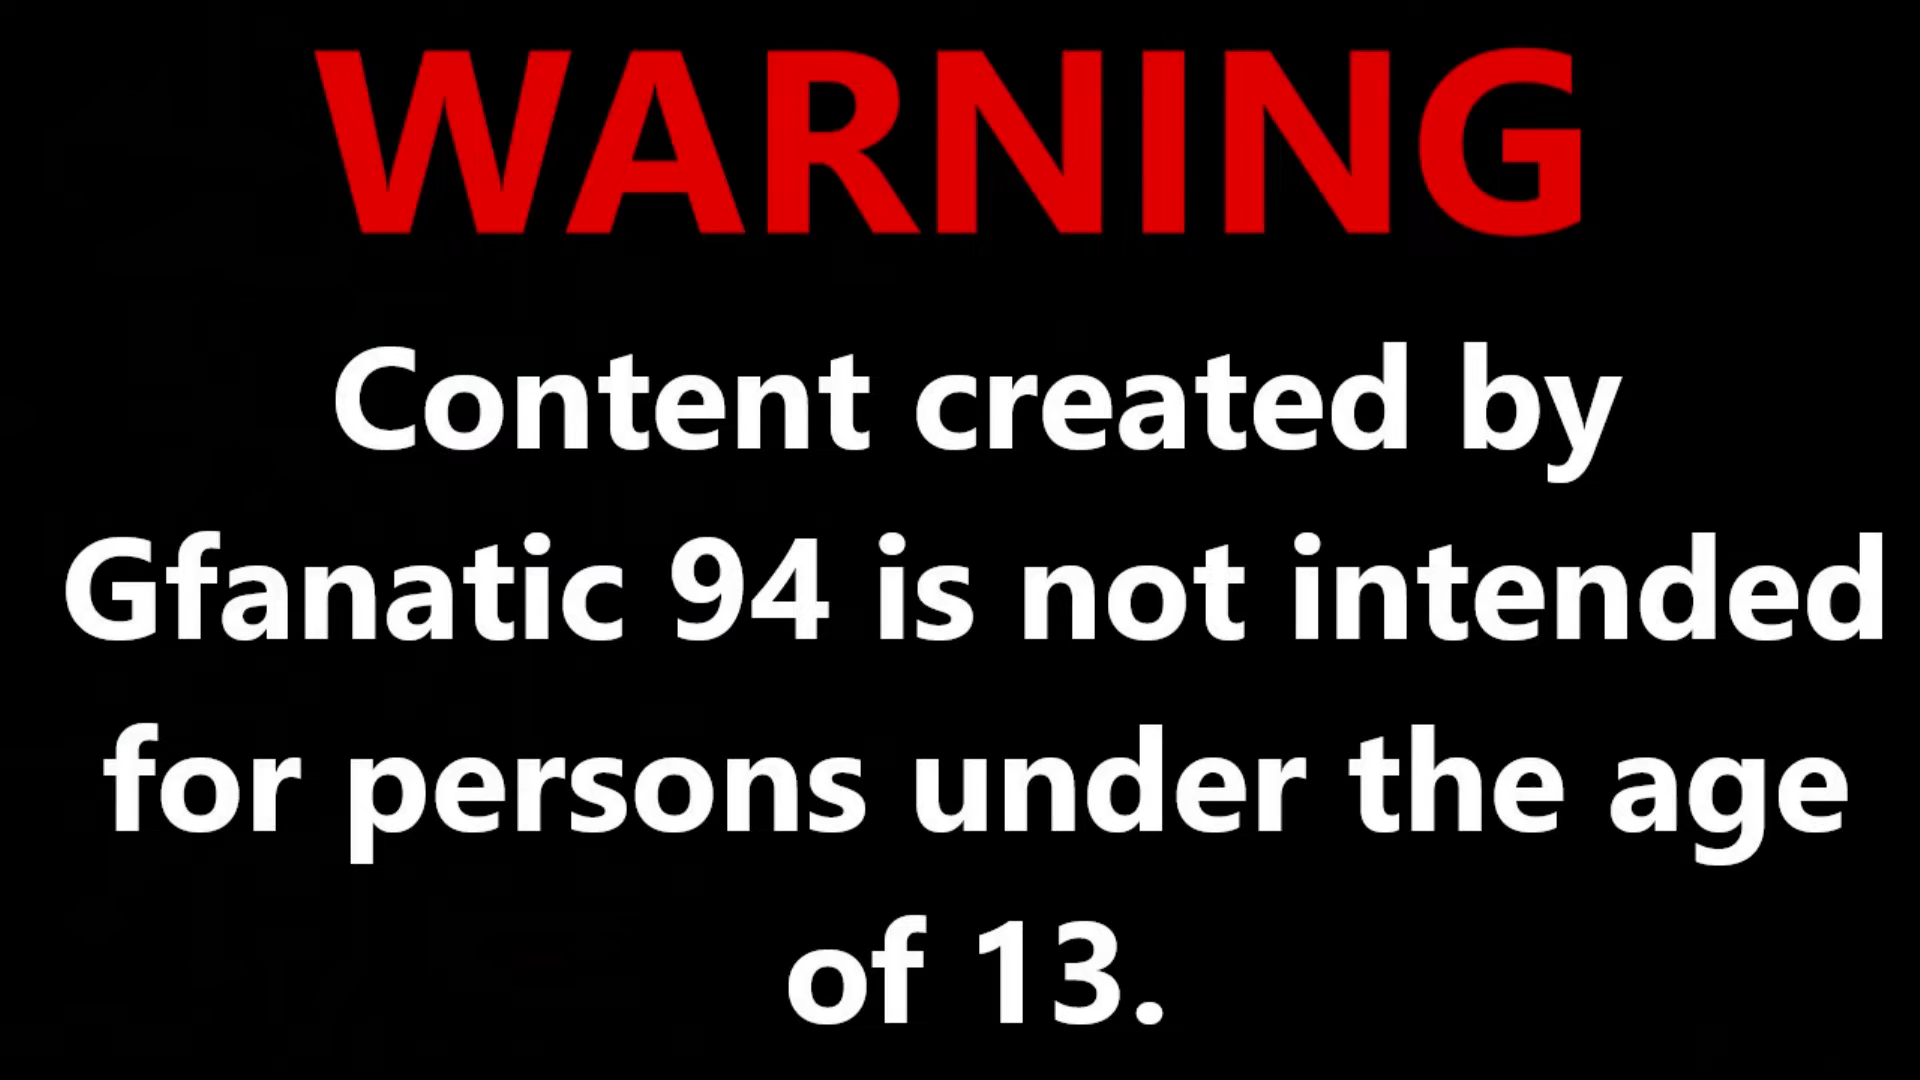 WARNING
Content created by
Gfanatic 94 is not intended
for persons under the age
of 13.